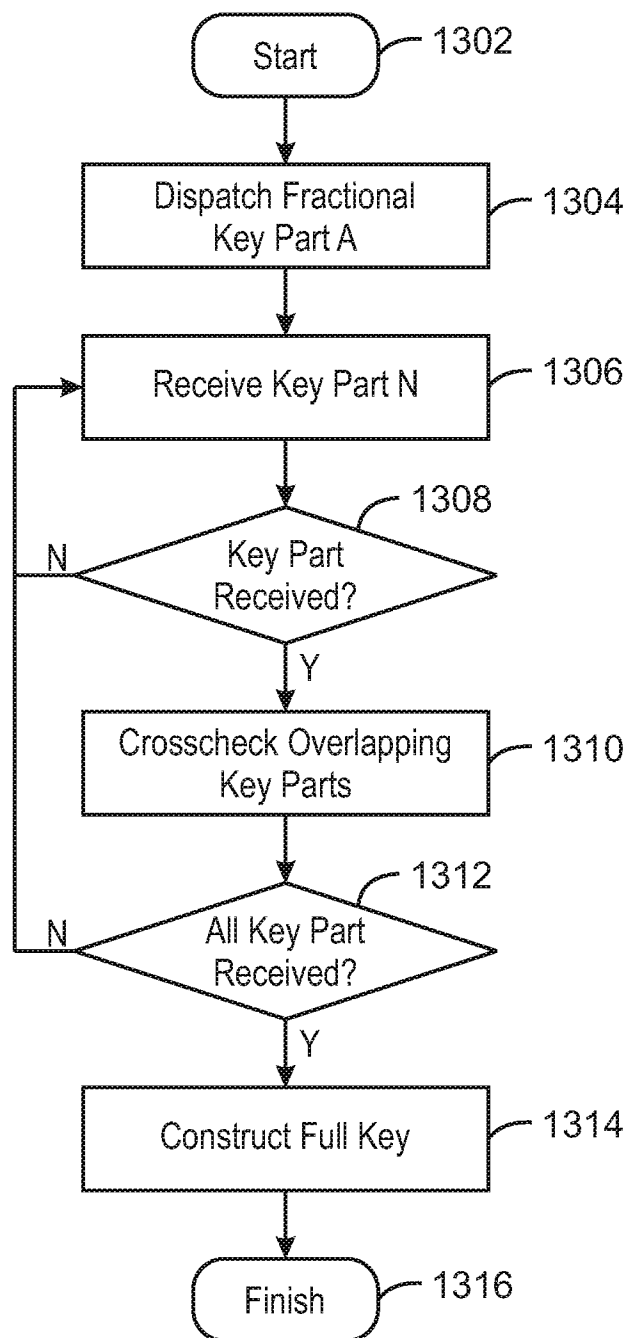 Start
1302
Dispatch Fractional
Key Part A
1304
Receive Key Part N
1306
1308
Key Part
Received?
N
Y
Crosscheck Overlapping
Key Parts
1310
1312
All Key Part
Received?
N
Y
Construct Full Key
1314
Finish
1316